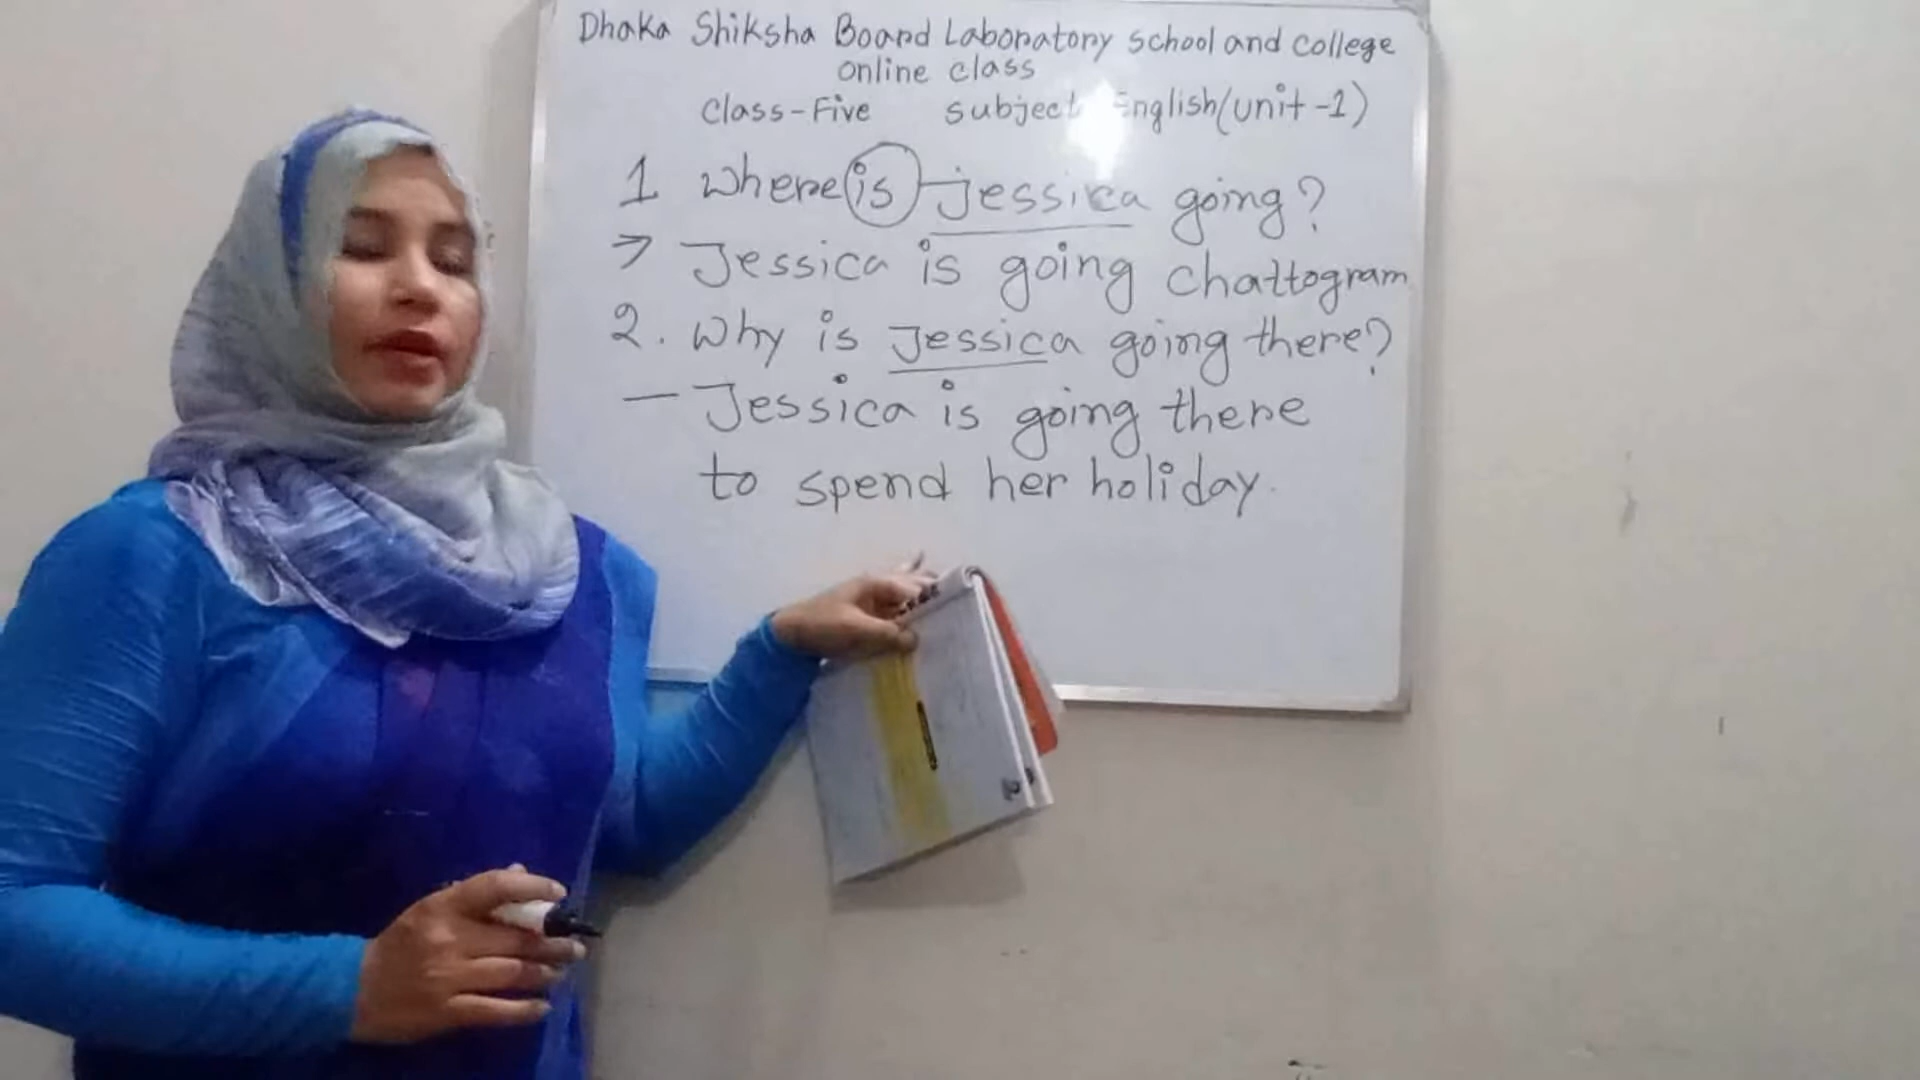 Dhaka Shiksha Board Laboratory school and college
online class
Class-Five subject English(unit-1)
1 where is jessica going?
→ Jessica is going Chattogram
2. Why is Jessica going there?
— Jessica is going there
to spend her holiday.